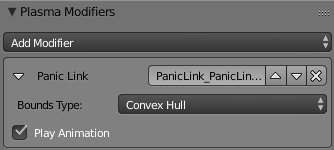 Plasma Modifiers
Add Modifier
Panic Link PanicLink_PanicLin...
Bounds Type: Convex Hull
Play Animation